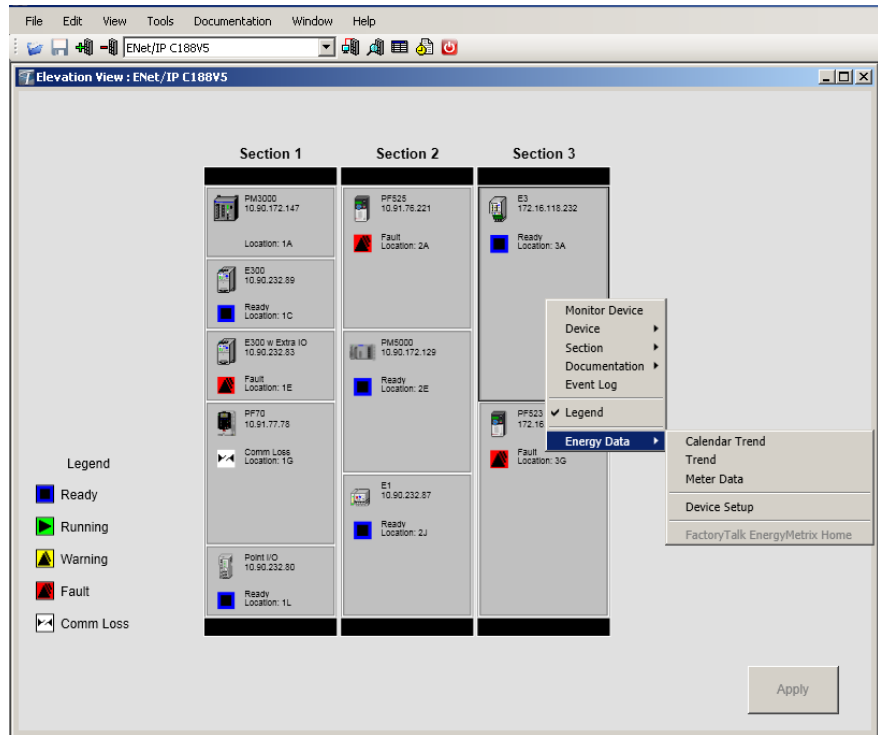 File Edit View Tools Documentation Window Help
ENet/IP C188V5
Elevation View : ENet/IP C188V5
Section 1
PM3000
10.90.172.147
Location: 1A
E300
10.90.232.89
Ready
Location: 1C
E300 w Extra IO
10.90.232.83
Fault
Location: 1E
PF70
10.91.77.78
Comm Loss
Location: 1G
Point I/O
10.90.232.80
Ready
Location: 1L
Section 2
PF525
10.91.76.221
Fault
Location: 2A
PM5000
10.90.172.129
Ready
Location: 2E
E1
10.90.232.87
Ready
Location: 2J
Section 3
E3
172.16.118.232
Ready
Location: 3A
PF523
172.16
Fault
Location: 3G
Monitor Device
Device
Section
Documentation
Event Log
Legend
Energy Data
Calendar Trend
Trend
Meter Data
Device Setup
FactoryTalk EnergyMetrix Home
Legend
Ready
Running
Warning
Fault
Comm Loss
Apply